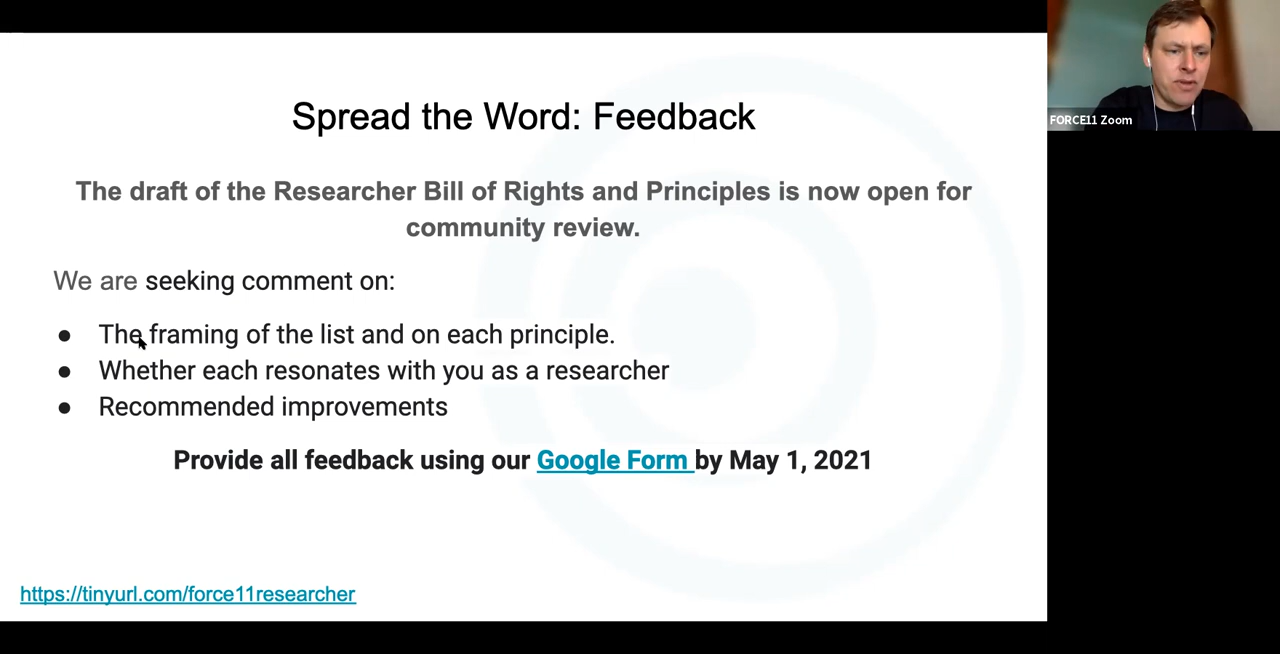 Spread the Word: Feedback
The draft of the Researcher Bill of Rights and Principles is now open for
community review.
We are seeking comment on:
● The framing of the list and on each principle.
● Whether each resonates with you as a researcher
● Recommended improvements
Provide all feedback using our Google Form by May 1, 2021
https://tinyurl.com/force11researcher
FORCE11 Zoom